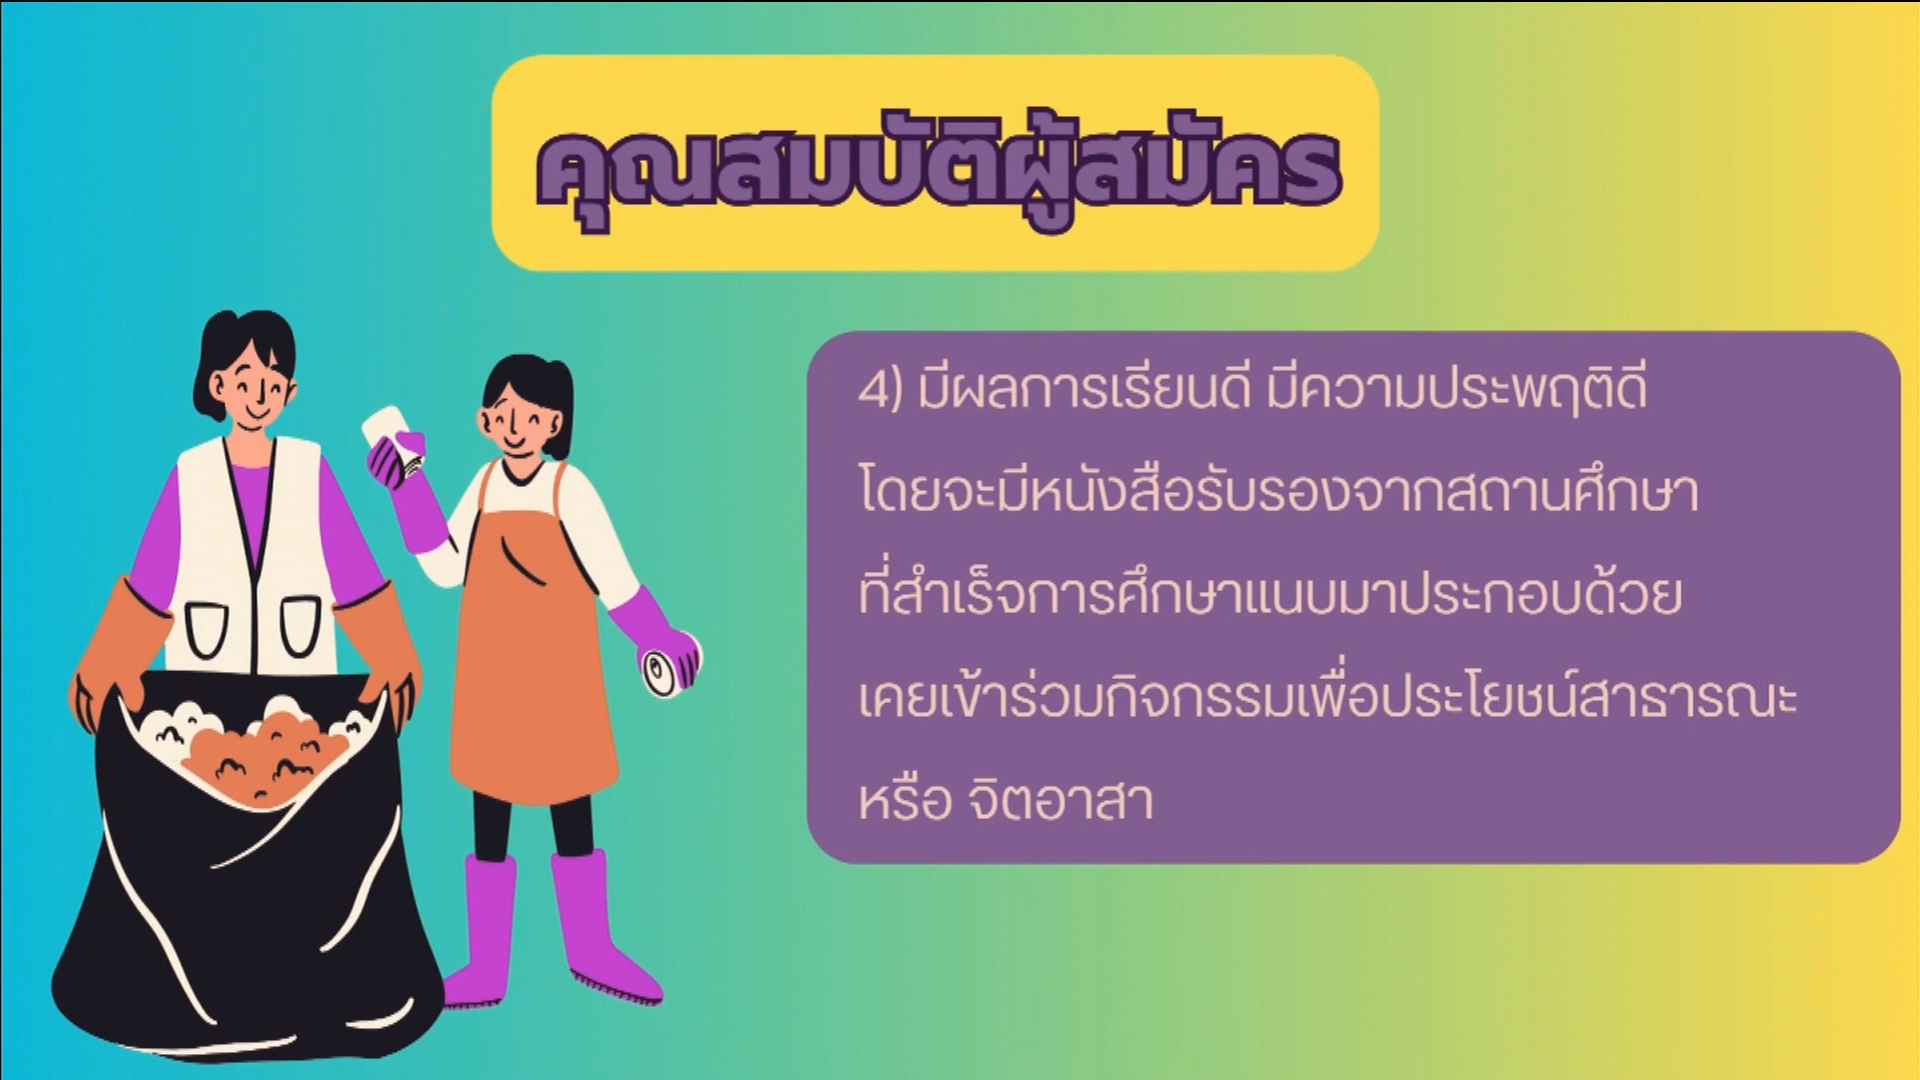 คุณสมบัติผู้สมัคร
4) มีผลการเรียนดี มีความประพฤติดี
โดยจะมีหนังสือรับรองจากสถานศึกษา
ที่สำเร็จการศึกษาแนบมาประกอบด้วย
เคยเข้าร่วมกิจกรรมเพื่อประโยชน์สาธารณะ
หรือ จิตอาสา